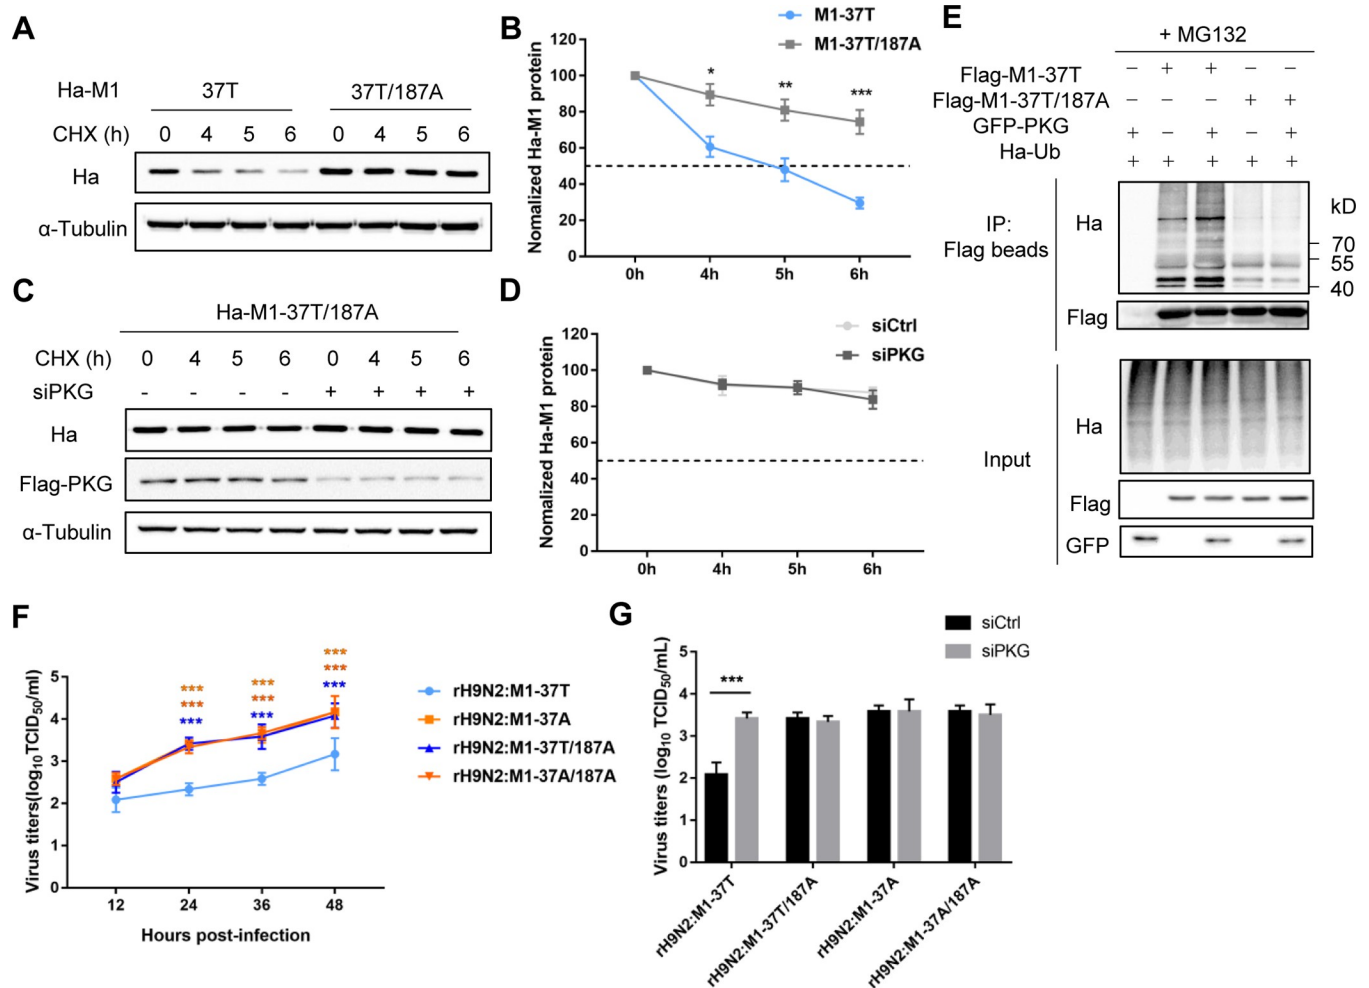 A
Ha-M1 37T 37T/187A
CHX (h) 0 4 5 6 0 4 5 6
Ha
α-Tubulin
B
M1-37T
M1-37T/187A
Nomalized Ha-M1 protein
120
100
80
60
40
20
0
* ** ***
0h 4h 5h 6h
C
Ha-M1-37T/187A
CHX (h) 0 4 5 6 0 4 5 6
siPKG - - - - + + + +
Ha
Flag-PKG
α-Tubulin
D
siCtrl
siPKG
Nomalized Ha-M1 protein
120
100
80
60
40
20
0
0h 4h 5h 6h
E
+ MG132
Flag-M1-37T − + + − −
Flag-M1-37T/187A − − − + +
GFP-PKG + − + − +
Ha-Ub + + + + +
IP:
Flag beads
Ha
kD
70
55
40
Flag
Input
Ha
Flag
GFP
F
Virus titers(log10 TCID50/ml)
5
4
3
2
1
0
*** *** ***
*** *** ***
*** *** ***
12 24 36 48
Hours post-infection
rH9N2:M1-37T
rH9N2:M1-37A
rH9N2:M1-37T/187A
rH9N2:M1-37A/187A
G
siCtrl
siPKG
Virus titers (log10 TCID50/mL)
5
4
3
2
1
0
***
rH9N2:M1-37T
rH9N2:M1-37T/187A
rH9N2:M1-37A
rH9N2:M1-37A/187A